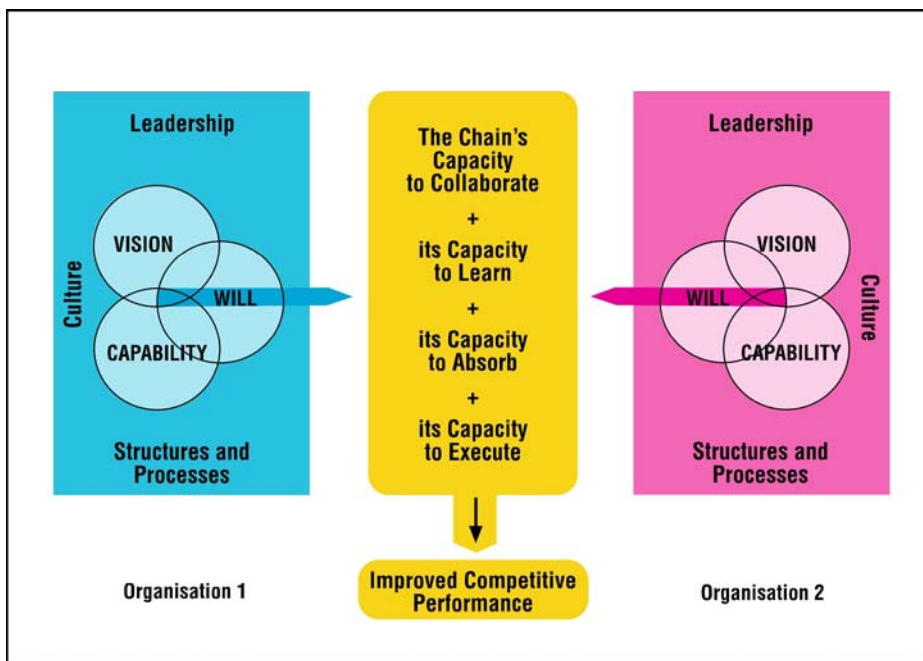 Leadership
VISION
WILL
CAPABILITY
Culture
Structures and
Processes
Organisation 1
The Chain's
Capacity
to Collaborate
+
its Capacity
to Learn
+
its Capacity
to Absorb
+
its Capacity
to Execute
Improved Competitive
Performance
Leadership
VISION
WILL
CAPABILITY
Culture
Structures and
Processes
Organisation 2